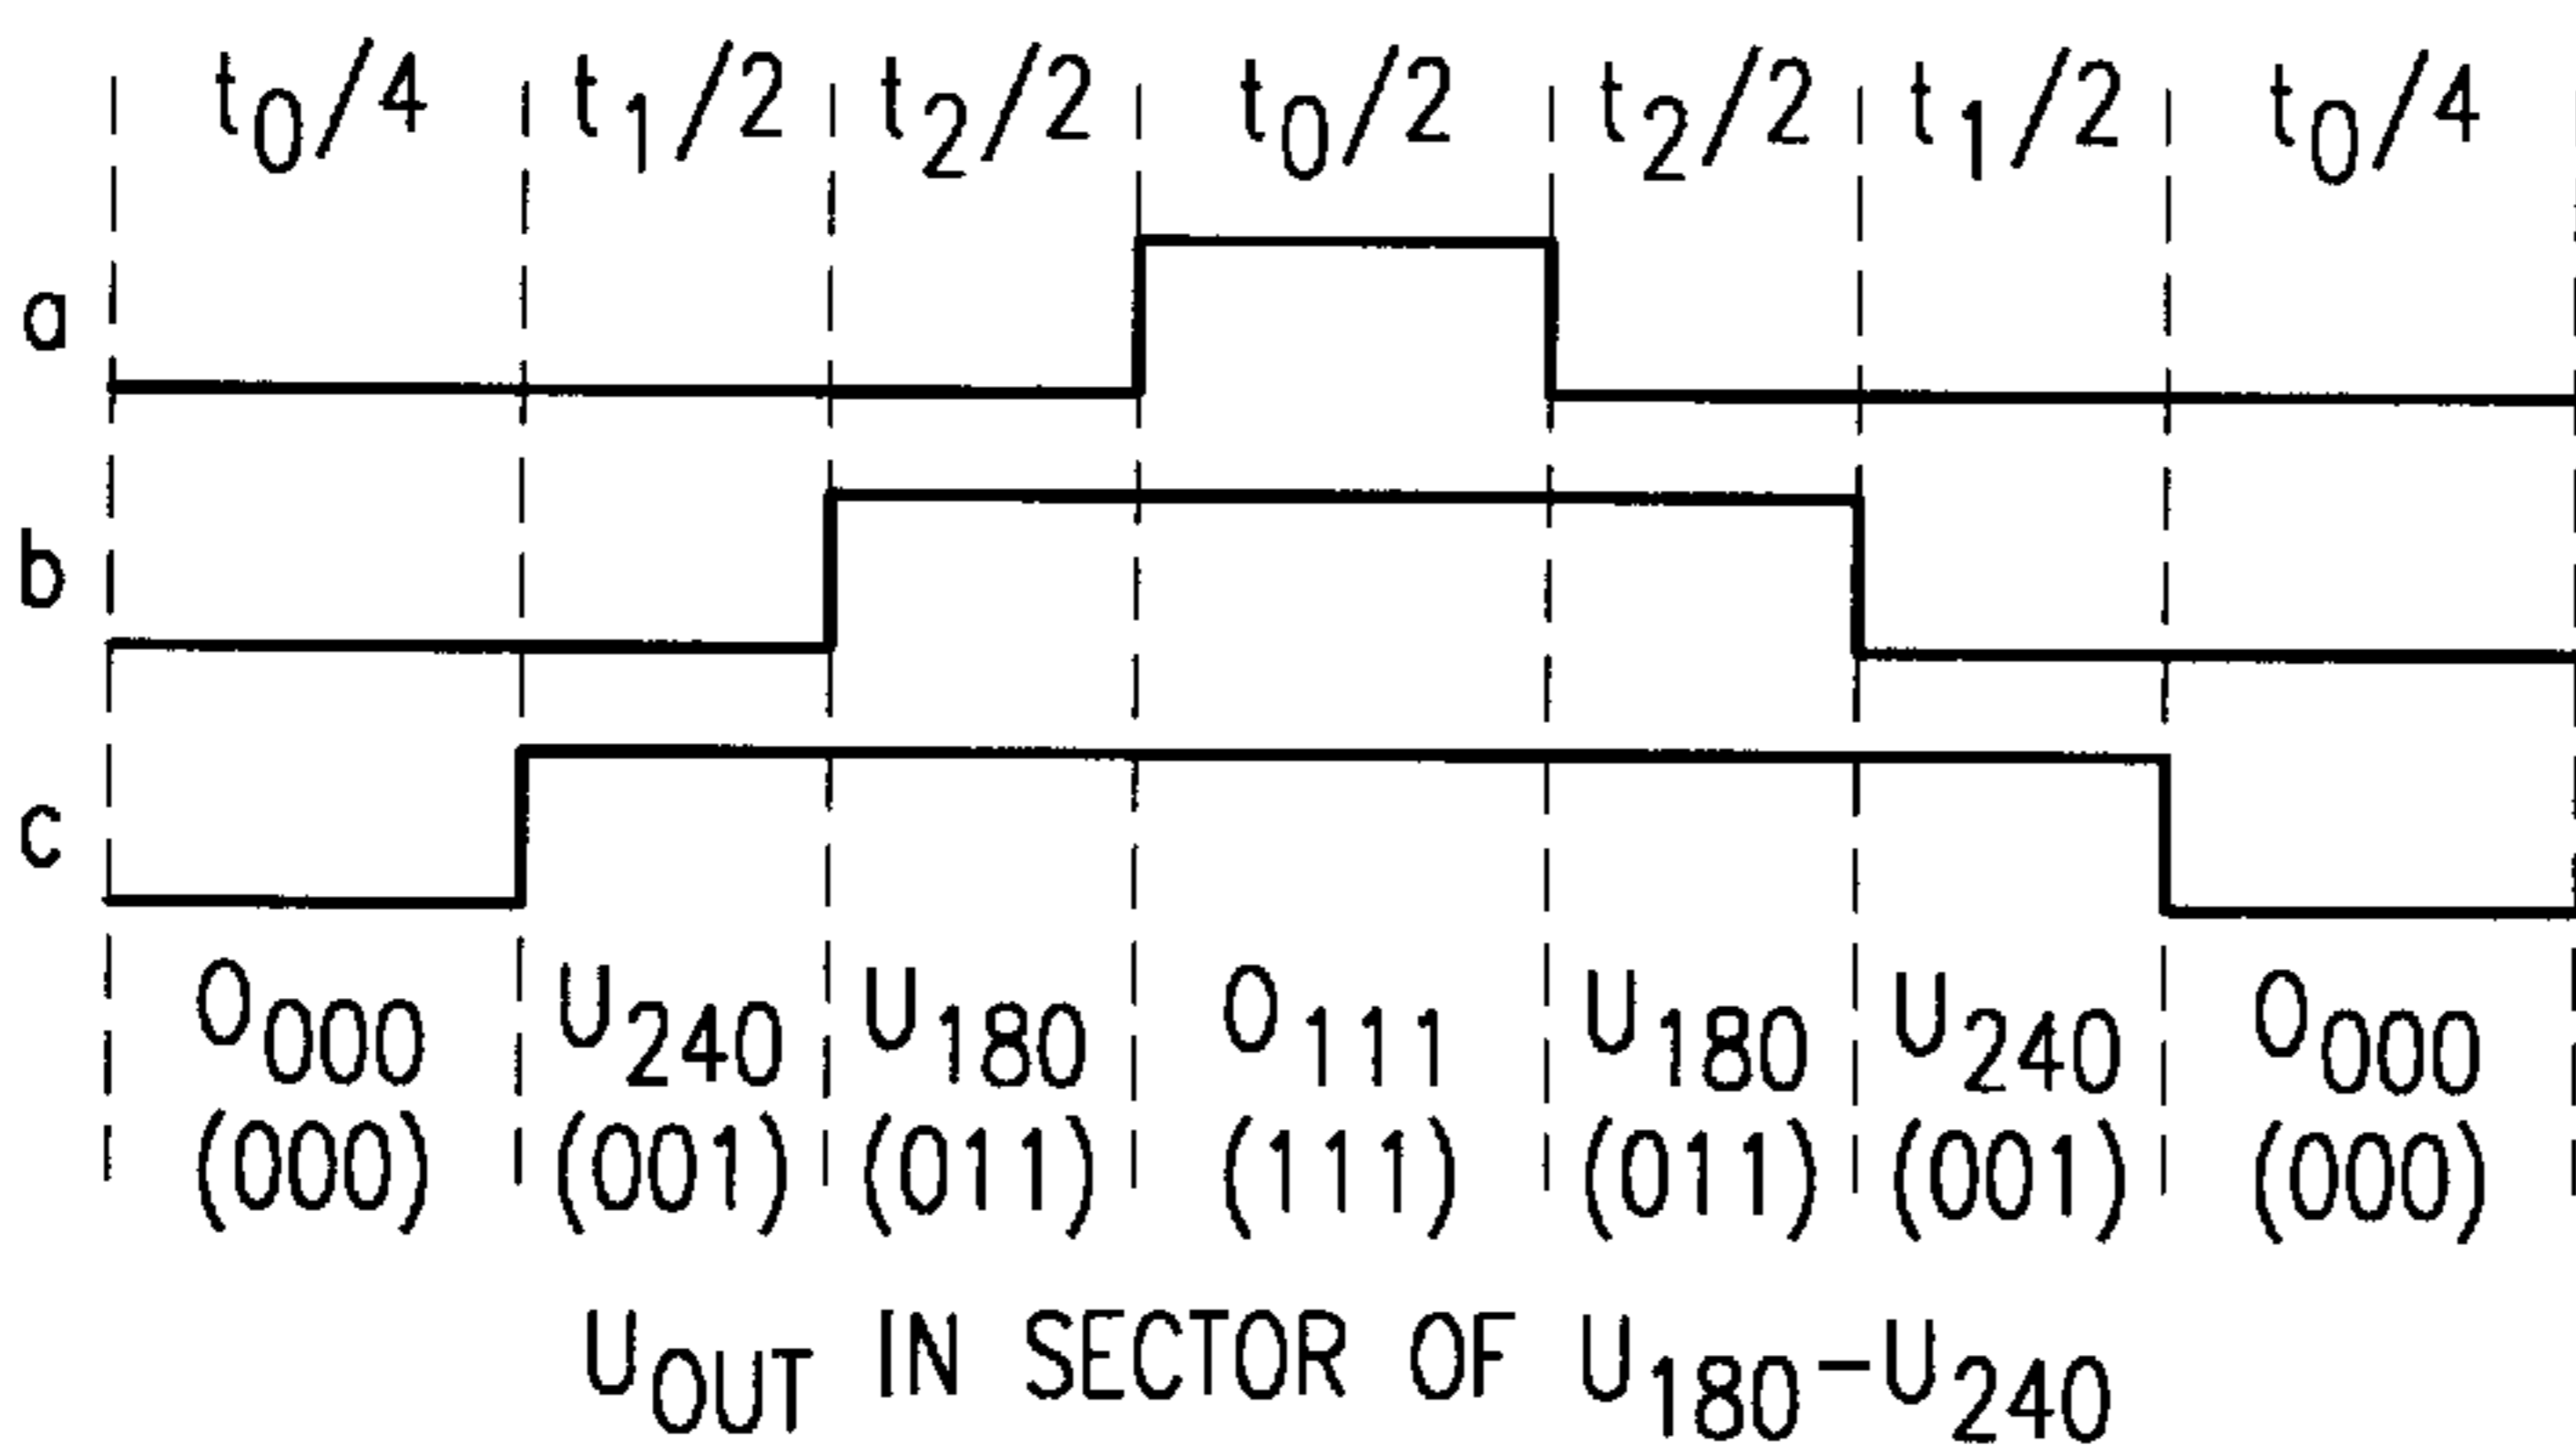 t0/4 t1/2 t2/2 t0/2 t2/2 t1/2 t0/4
a
b
c
O000 U240 U180 O111 U180 U240 O000
(000) (001) (011) (111) (011) (001) (000)
UOUT IN SECTOR OF U180-U240